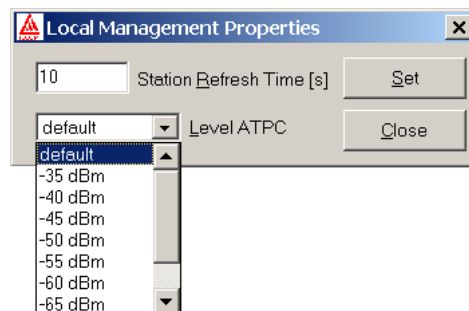 Local Management Properties
10 Station Refresh Time [s] Set
default Level ATPC Close
default
-35 dBm
-40 dBm
-45 dBm
-50 dBm
-55 dBm
-60 dBm
-65 dBm